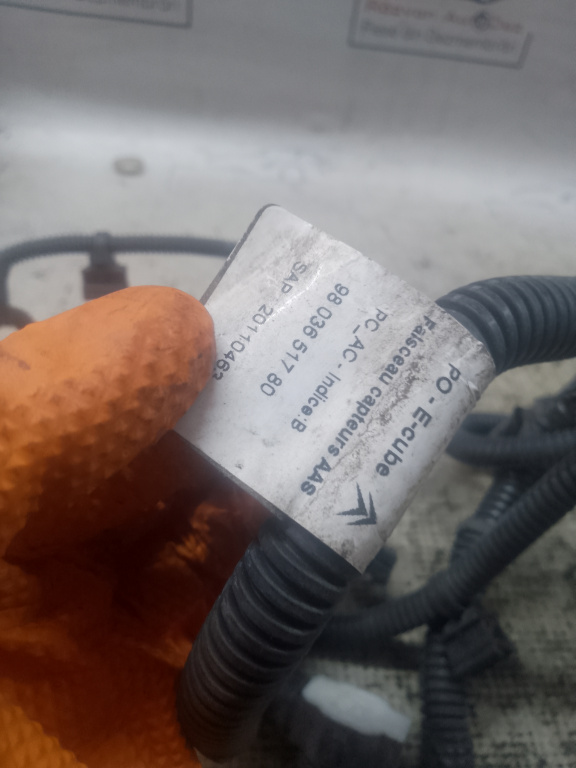 PO - E-cube
Faisceau capteurs AAS
PC_AC - Indice:B
98 036 517 80
SAP 20110463